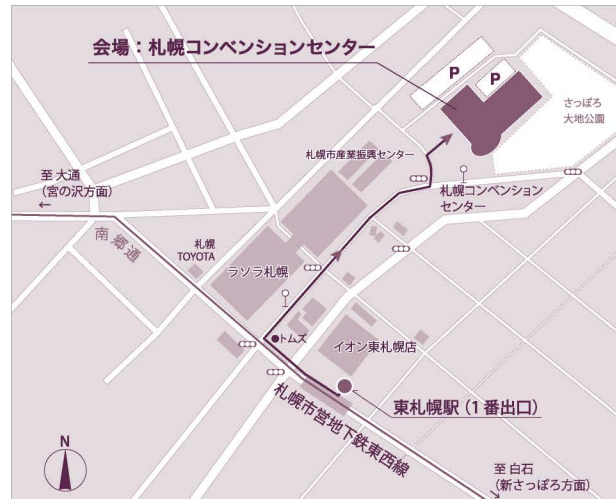 会場：札幌コンベンションセンター
P
P
さっぽろ
大地公園
札幌市産業振興センター
至 大通
（宮の沢方面）
←
札幌コンベンション
センター
南郷通
札幌
TOYOTA
ラソラ札幌
トムズ
イオン東札幌店
東札幌駅（1番出口）
札幌市営地下鉄東西線
N
至 白石
（新さっぽろ方面）